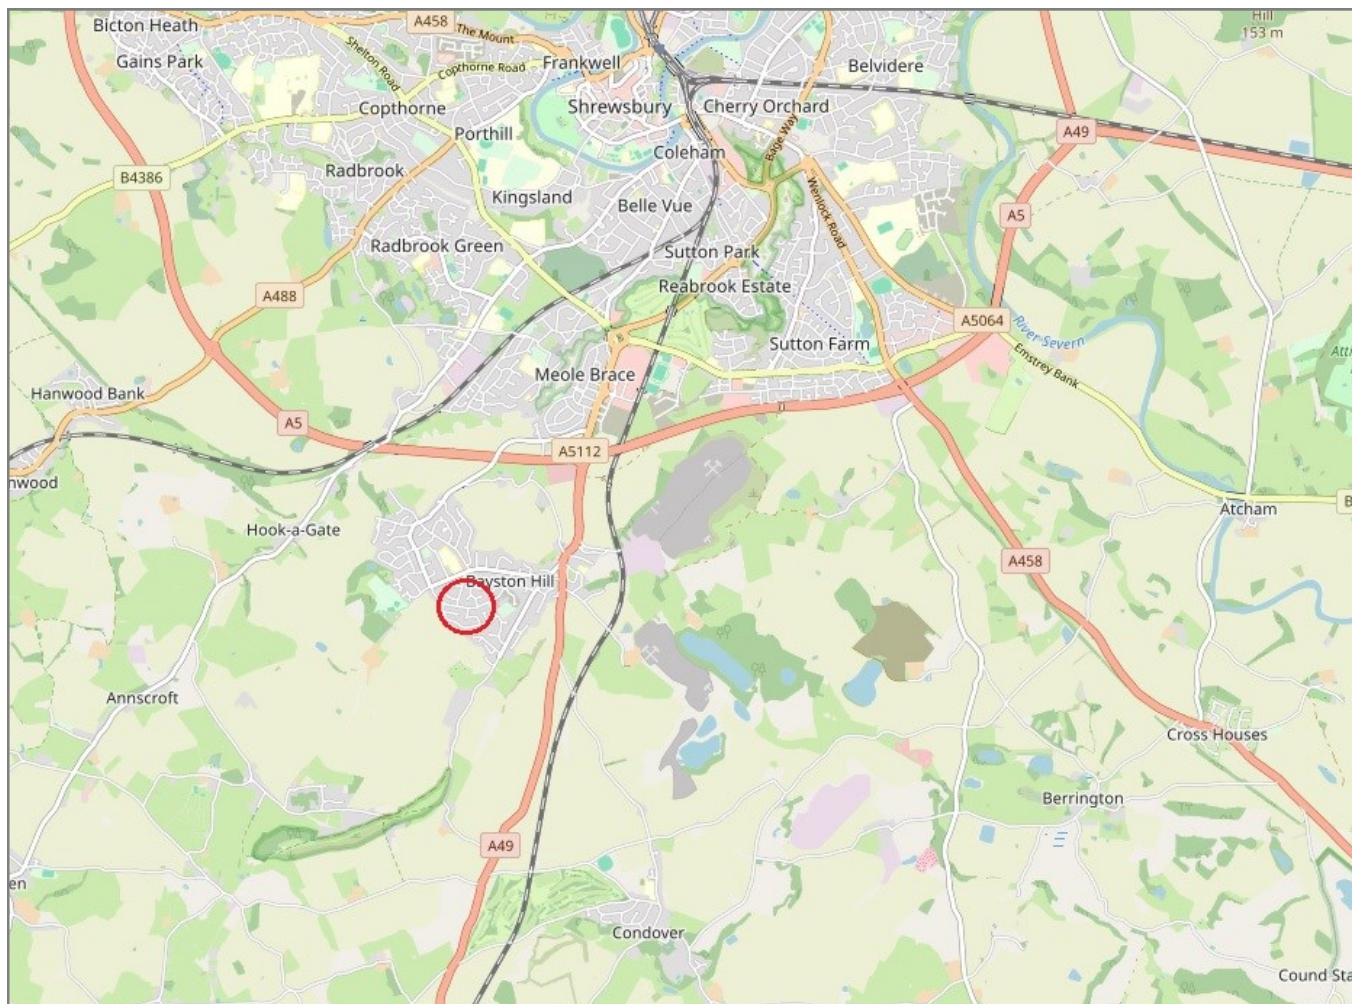 A458
Hill
153 m
Bicton Heath
The Mount
Shelton Road
Gains Park
Copthorne Road
Frankwell
Belvidere
Copthorne
Shrewsbury
Cherry Orchard
Porthill
A49
Bage Way
Coleham
Radbrook
B4386
Kingsland
Belle Vue
Wenlock Road
A5
Radbrook Green
Sutton Park
Reabrook Estate
A488
A5064
River Severn
Sutton Farm
Emstrey Bank
Meole Brace
Hanwood Bank
A5
A5112
nwood
B
Atcham
Hook-a-Gate
A458
Bayston Hill
Annscroft
Cross Houses
Berrington
A49
en
Condover
Cound Sta